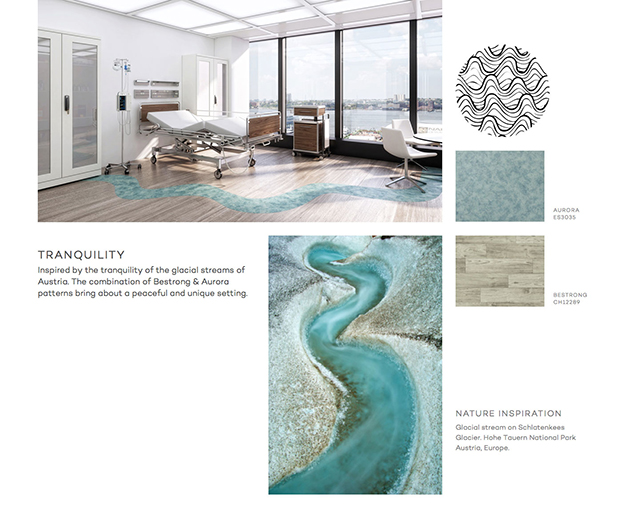 AURORA
ES3035
TRANQUILITY
Inspired by the tranquility of the glacial streams of
Austria. The combination of Bestrong & Aurora
patterns bring about a peaceful and unique setting.
BESTRONG
CH12289
NATURE INSPIRATION
Glacial stream on Schlatenkees
Glacier. Hohe Tauern National Park
Austria, Europe.